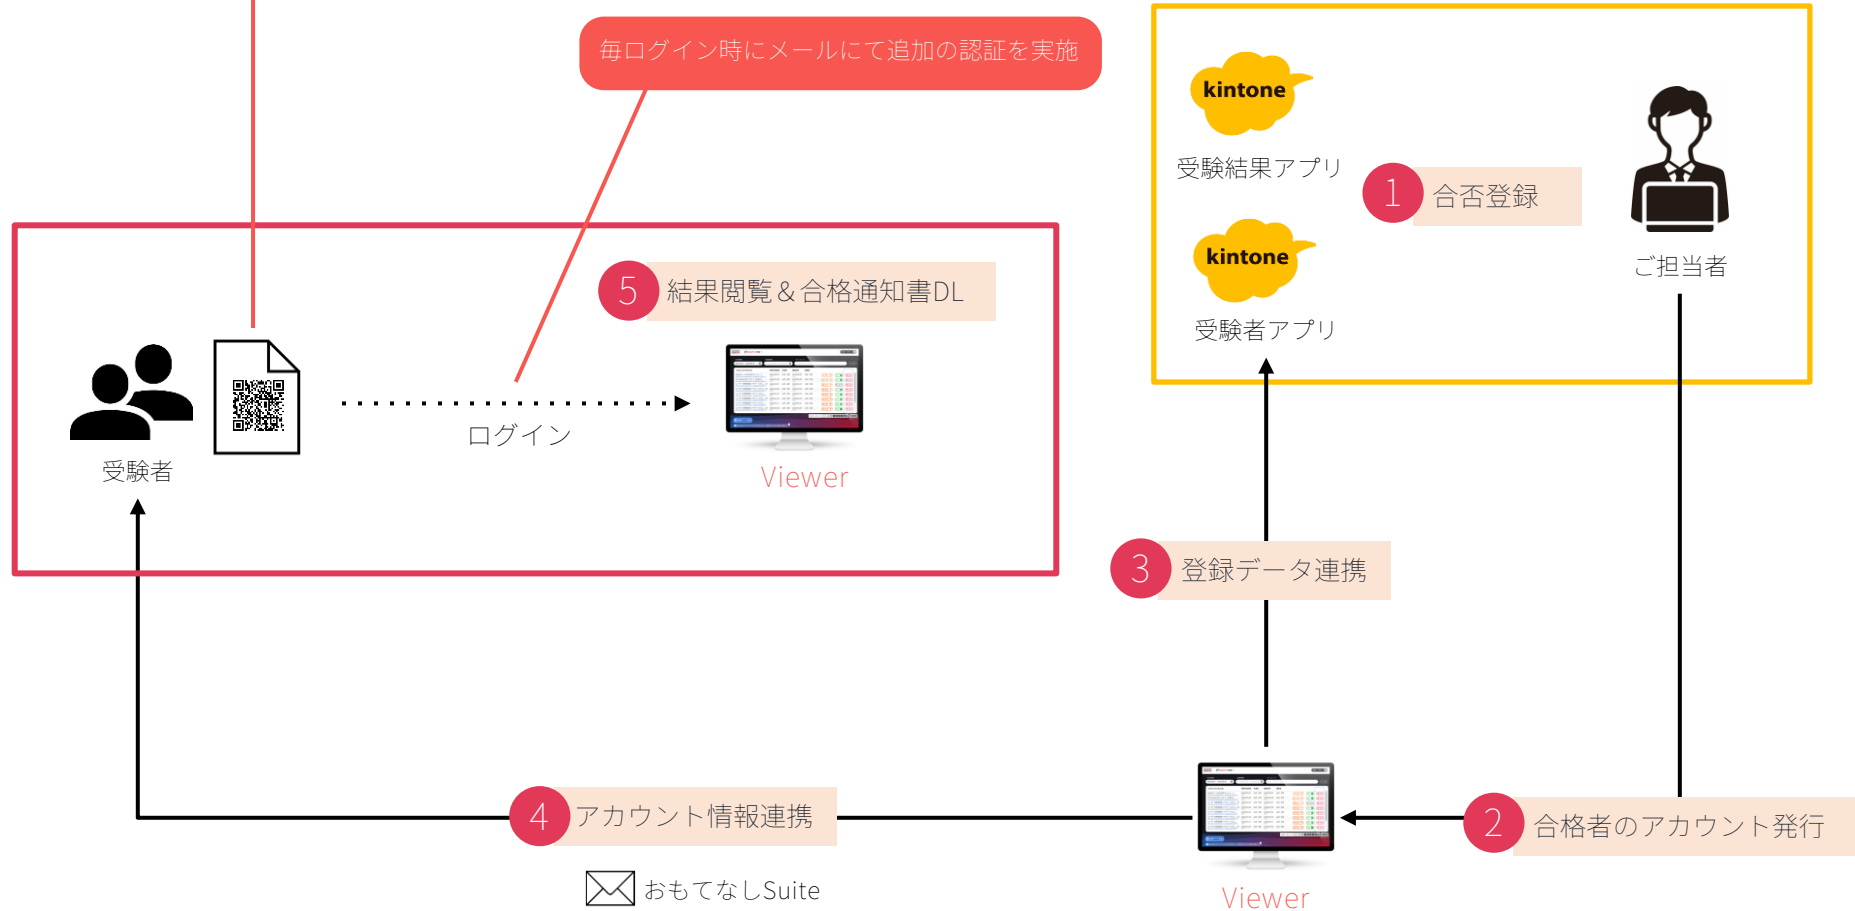 毎ログイン時にメールにて追加の認証を実施
kintone
受験結果アプリ
1 合否登録
kintone
受験者アプリ
ご担当者
5 結果閲覧&合格通知書DL
受験者
ログイン
Viewer
3 登録データ連携
4 アカウント情報連携
おもてなしSuite
Viewer
2 合格者のアカウント発行